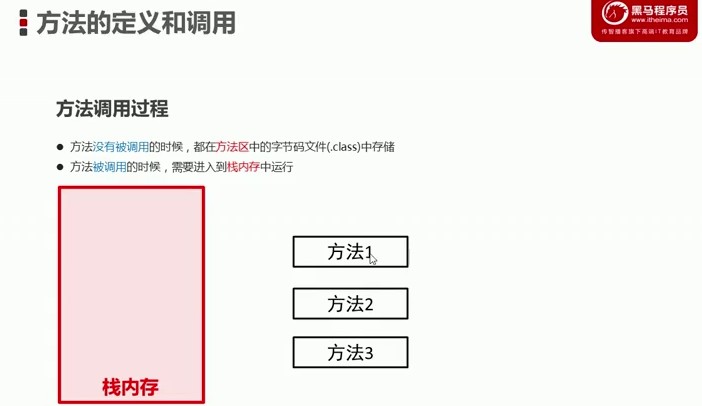 方法的定义和调用
黑马程序员
www.itheima.com
传智播客旗下高端IT教育品牌
方法调用过程
方法没有被调用的时候，都在方法区中的字节码文件(.class)中存储
方法被调用的时候，需要进入到栈内存中运行
方法1
方法2
方法3
栈内存